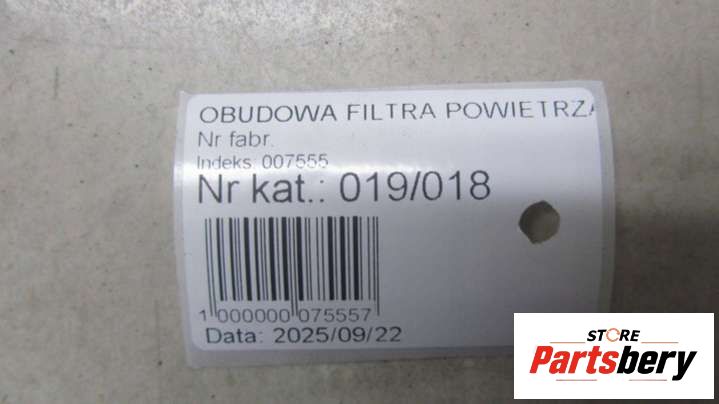 OBUDOWA FILTRA POWIETRZA
Nr fabr.
Indeks: 007555
Nr kat.: 019/018
1 000000 075557
Data: 2025/09/22
STORE
Partsbery